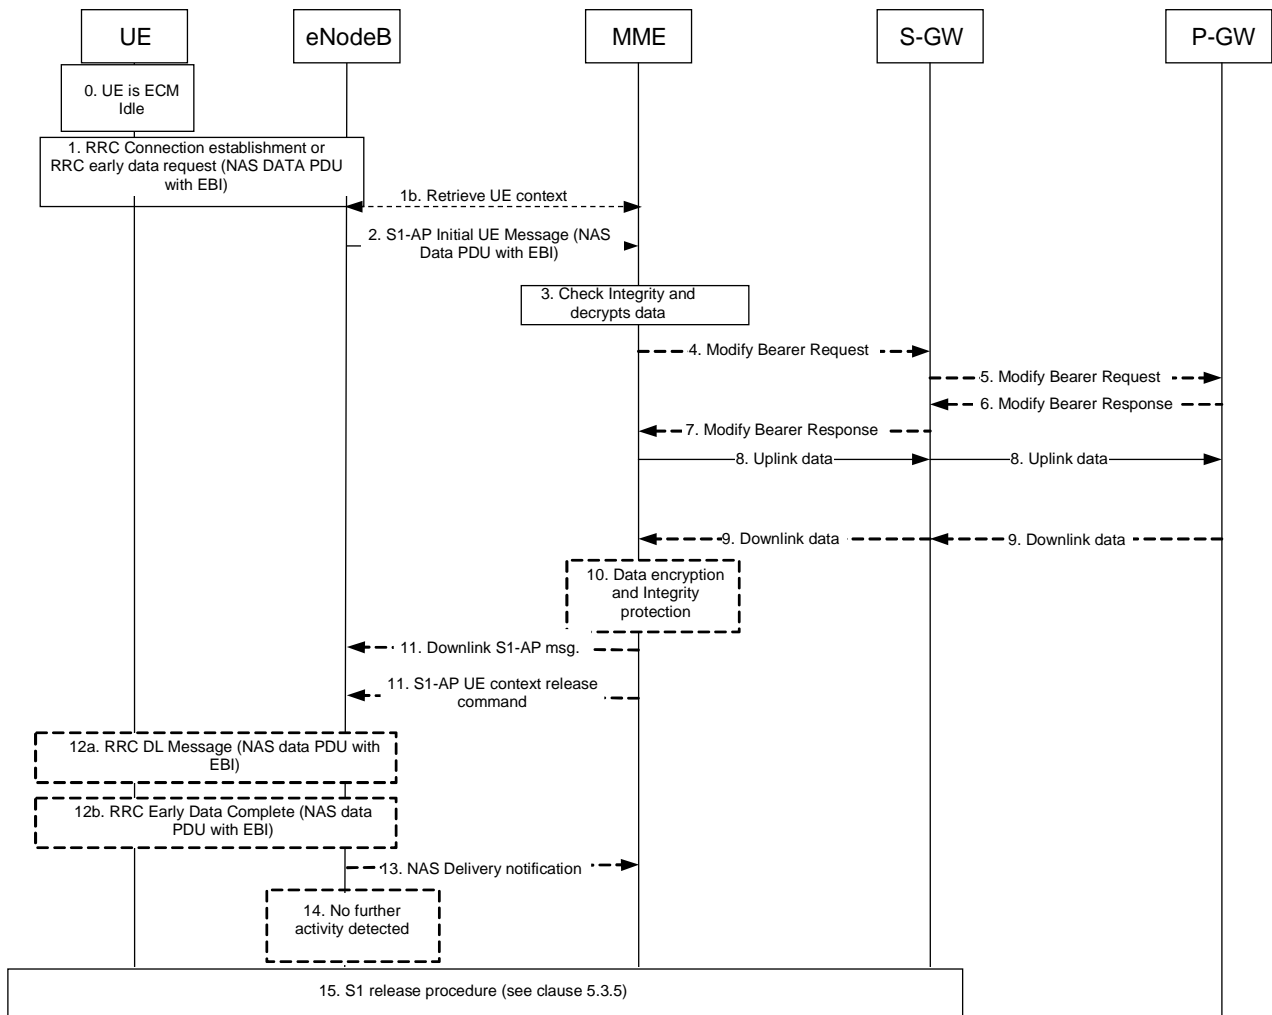 UE
eNodeB
MME
S-GW
P-GW
0. UE is ECM
Idle
1. RRC Connection establishment or
RRC early data request (NAS DATA PDU
with EBI)
1b. Retrieve UE context
2. S1-AP Initial UE Message (NAS
Data PDU with EBI)
3. Check Integrity and
decrypts data
4. Modify Bearer Request
5. Modify Bearer Request
6. Modify Bearer Response
7. Modify Bearer Response
8. Uplink data
8. Uplink data
9. Downlink data
9. Downlink data
10. Data encryption
and Integrity
protection
11. Downlink S1-AP msg.
11. S1-AP UE context release
command
12a. RRC DL Message (NAS data PDU with
EBI)
12b. RRC Early Data Complete (NAS data
PDU with EBI)
13. NAS Delivery notification
14. No further
activity detected
15. S1 release procedure (see clause 5.3.5)